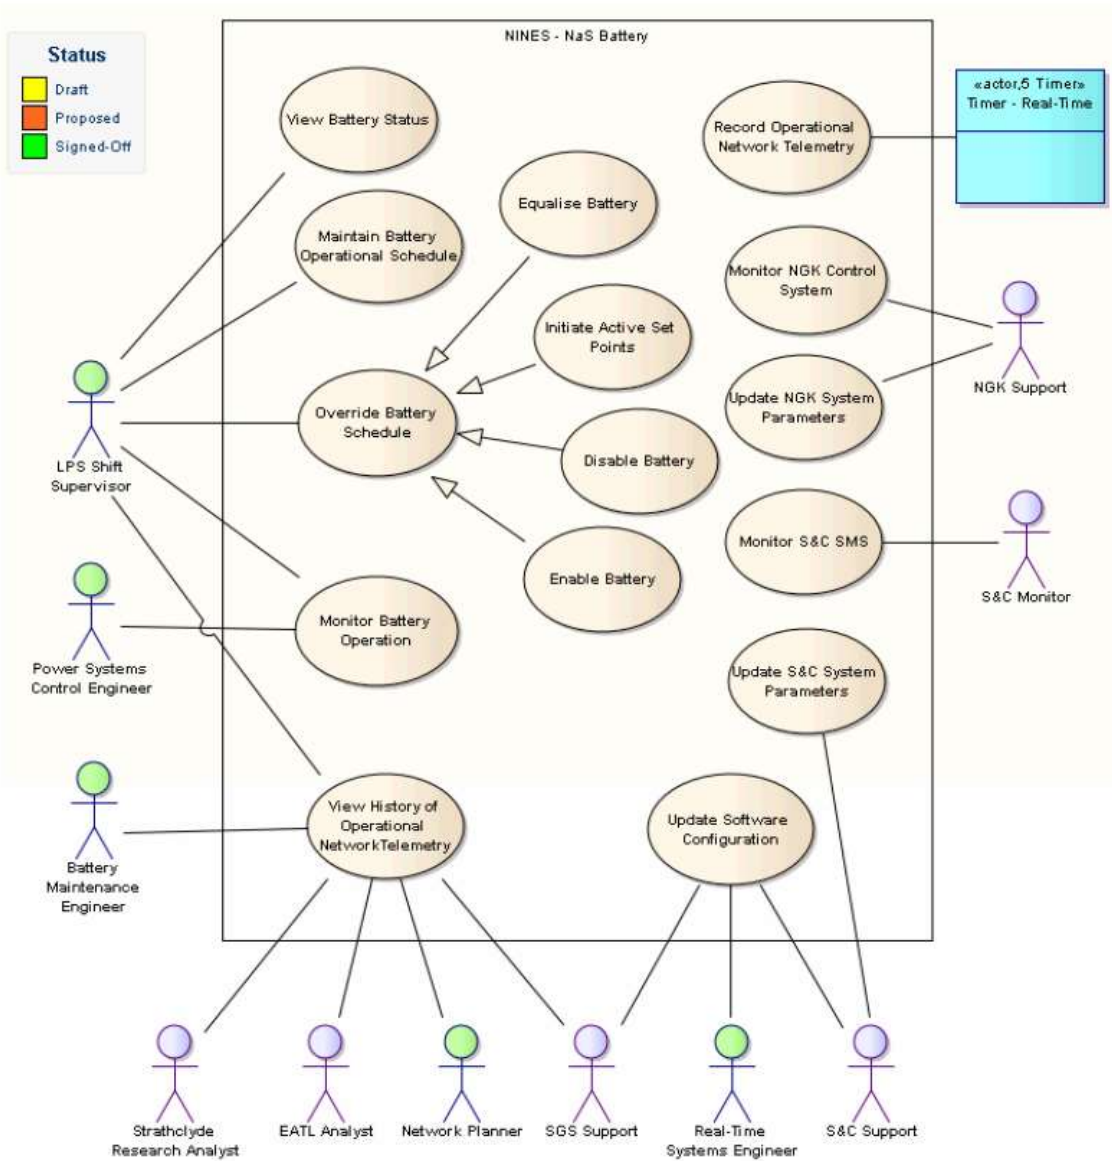 NINES - NaS Battery
Status
Draft
Proposed
Signed-Off
View Battery Status
Maintain Battery
Operational Schedule
Equalise Battery
Initiate Active Set
Points
Override Battery
Schedule
Disable Battery
Enable Battery
Monitor Battery
Operation
View History of
Operational
NetworkTelemetry
Record Operational
Network Telemetry
«actor,5 Timer»
Timer - Real-Time
Monitor NGK Control
System
Update NGK System
Parameters
NGK Support
Monitor S&C SMS
S&C Monitor
Update S&C System
Parameters
Update Software
Configuration
LPS Shift
Supervisor
Power Systems
Control Engineer
Battery
Maintenance
Engineer
Strathclyde
Research Analyst
EATL Analyst
Network Planner
SGS Support
Real-Time
Systems Engineer
S&C Support